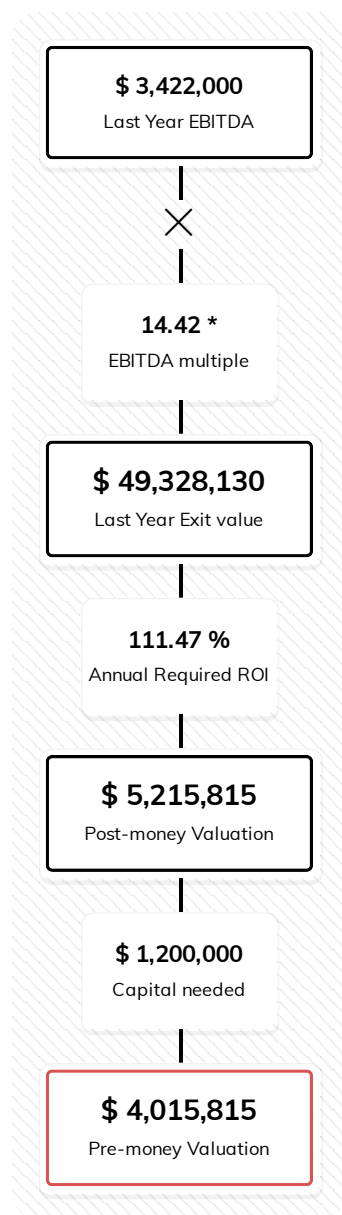 $ 3,422,000
Last Year EBITDA
14.42 *
EBITDA multiple
$ 49,328,130
Last Year Exit value
111.47 %
Annual Required ROI
$ 5,215,815
Post-money Valuation
$ 1,200,000
Capital needed
$ 4,015,815
Pre-money Valuation